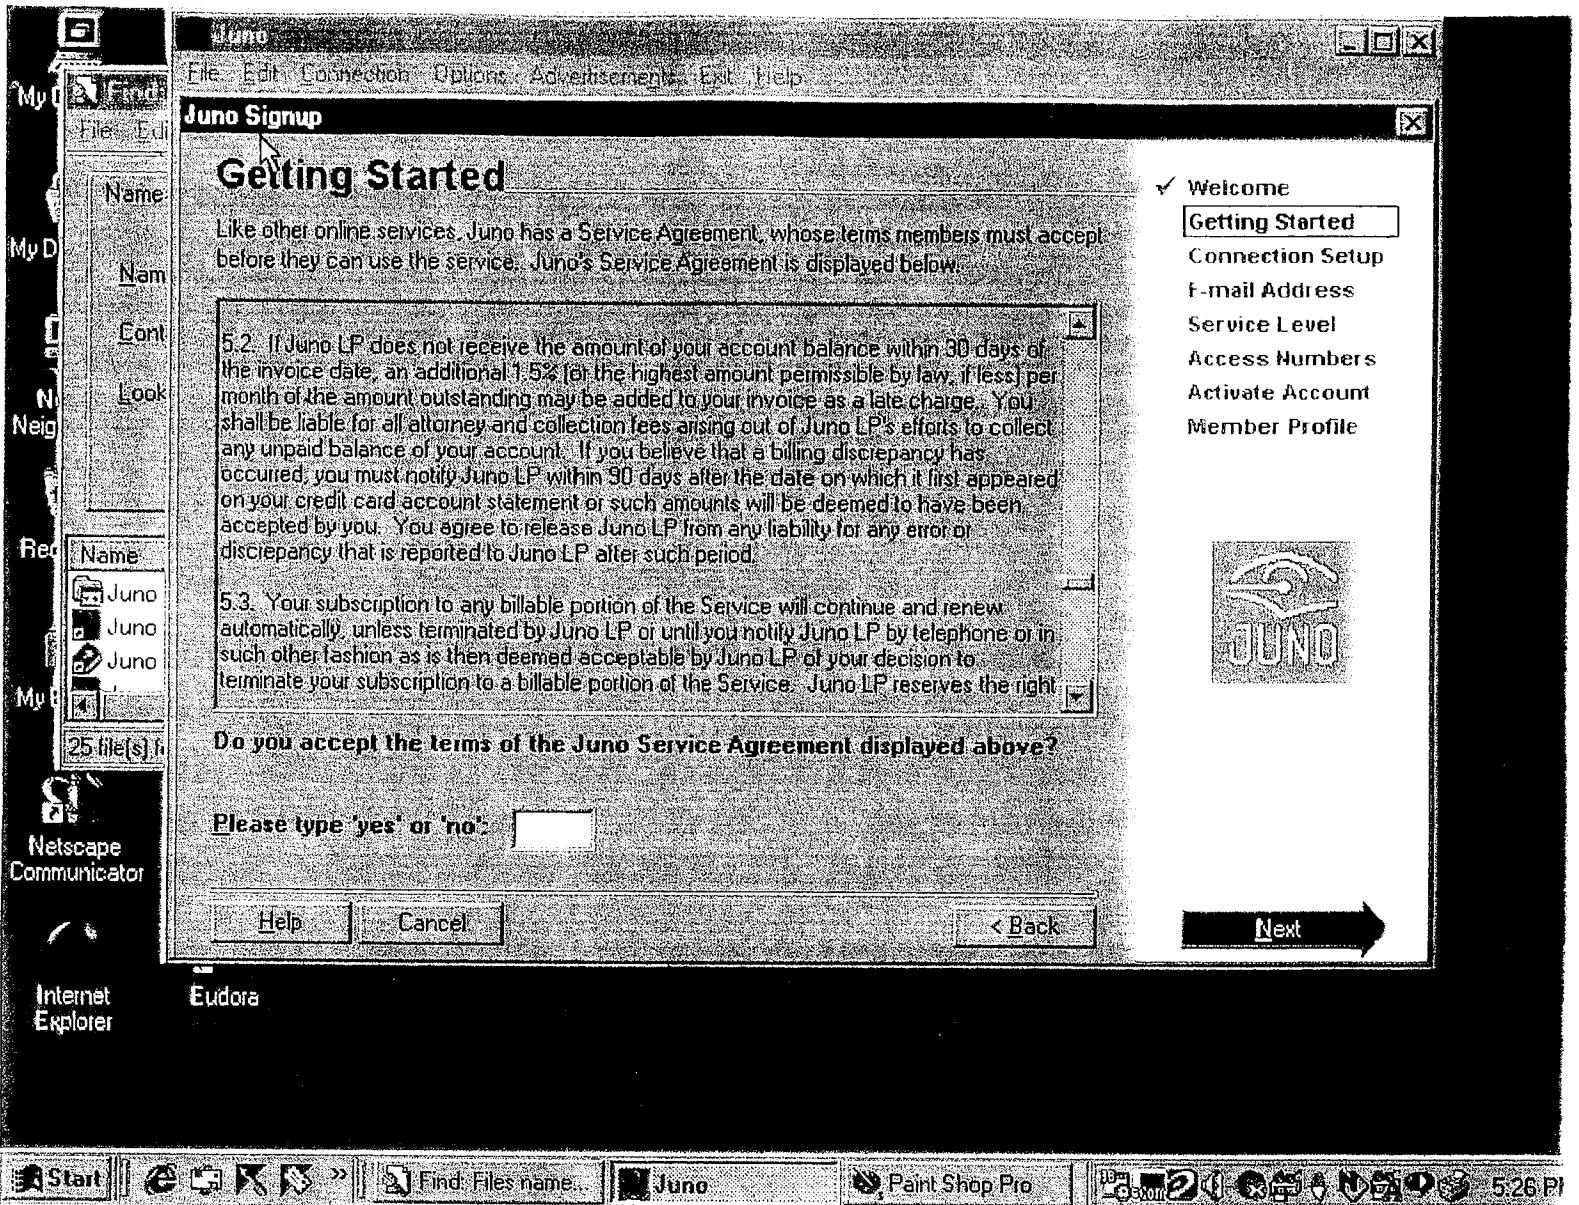 Juno
File Edit Connection Options Advertisements Exit Help
My
Find:
File Edi
Juno Signup
Getting Started
Like other online services, Juno has a Service Agreement, whose terms members must accept
before they can use the service. Juno's Service Agreement is displayed below.
5.2. If Juno LP does not receive the amount of your account balance within 30 days of
the invoice date, an additional 1.5% (or the highest amount permissible by law, if less) per
month of the amount outstanding may be added to your invoice as a late charge. You
shall be liable for all attorney and collection fees arising out of Juno LP's efforts to collect
any unpaid balance of your account. If you believe that a billing discrepancy has
occurred, you must notify Juno LP within 90 days after the date on which it first appeared
on your credit card account statement or such amounts will be deemed to have been
accepted by you. You agree to release Juno LP from any liability for any error or
discrepancy that is reported to Juno LP after such period.
5.3. Your subscription to any billable portion of the Service will continue and renew
automatically, unless terminated by Juno LP or until you notify Juno LP by telephone or in
such other fashion as is then deemed acceptable by Juno LP of your decision to
terminate your subscription to a billable portion of the Service. Juno LP reserves the right
Do you accept the terms of the Juno Service Agreement displayed above?
Please type 'yes' or 'no':
Help
Cancel
< Back
Welcome
Getting Started
Connection Setup
E-mail Address
Service Level
Access Numbers
Activate Account
Member Profile
JUNO
Next
Name
Nam
Cont
Look
My D
Neig
Rec
Name
Juno
Juno
Juno
My
25 file(s) f
Netscape
Communicator
Internet
Explorer
Eudora
Start
Find: Files name...
Juno
Paint Shop Pro
5:26 P